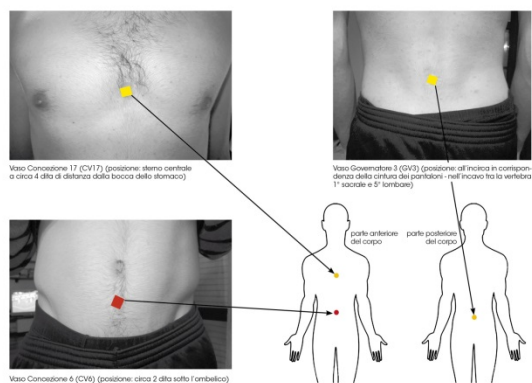 Vaso Concezione 17 (CV17) (posizione: sterno centrale
a circa 4 dita di distanza dalla bocca dello stomaco)
Vaso Governatore 3 (GV3) (posizione: all'incirca in corrispon-
denza della cintura dei pantaloni - nell'incavo tra la vertebra
1° sacrale e 5° lombare)
parte anteriore
del corpo
parte posteriore
del corpo
Vaso Concezione 6 (CV6) (posizione: circa 2 dita sotto l'ombelico)